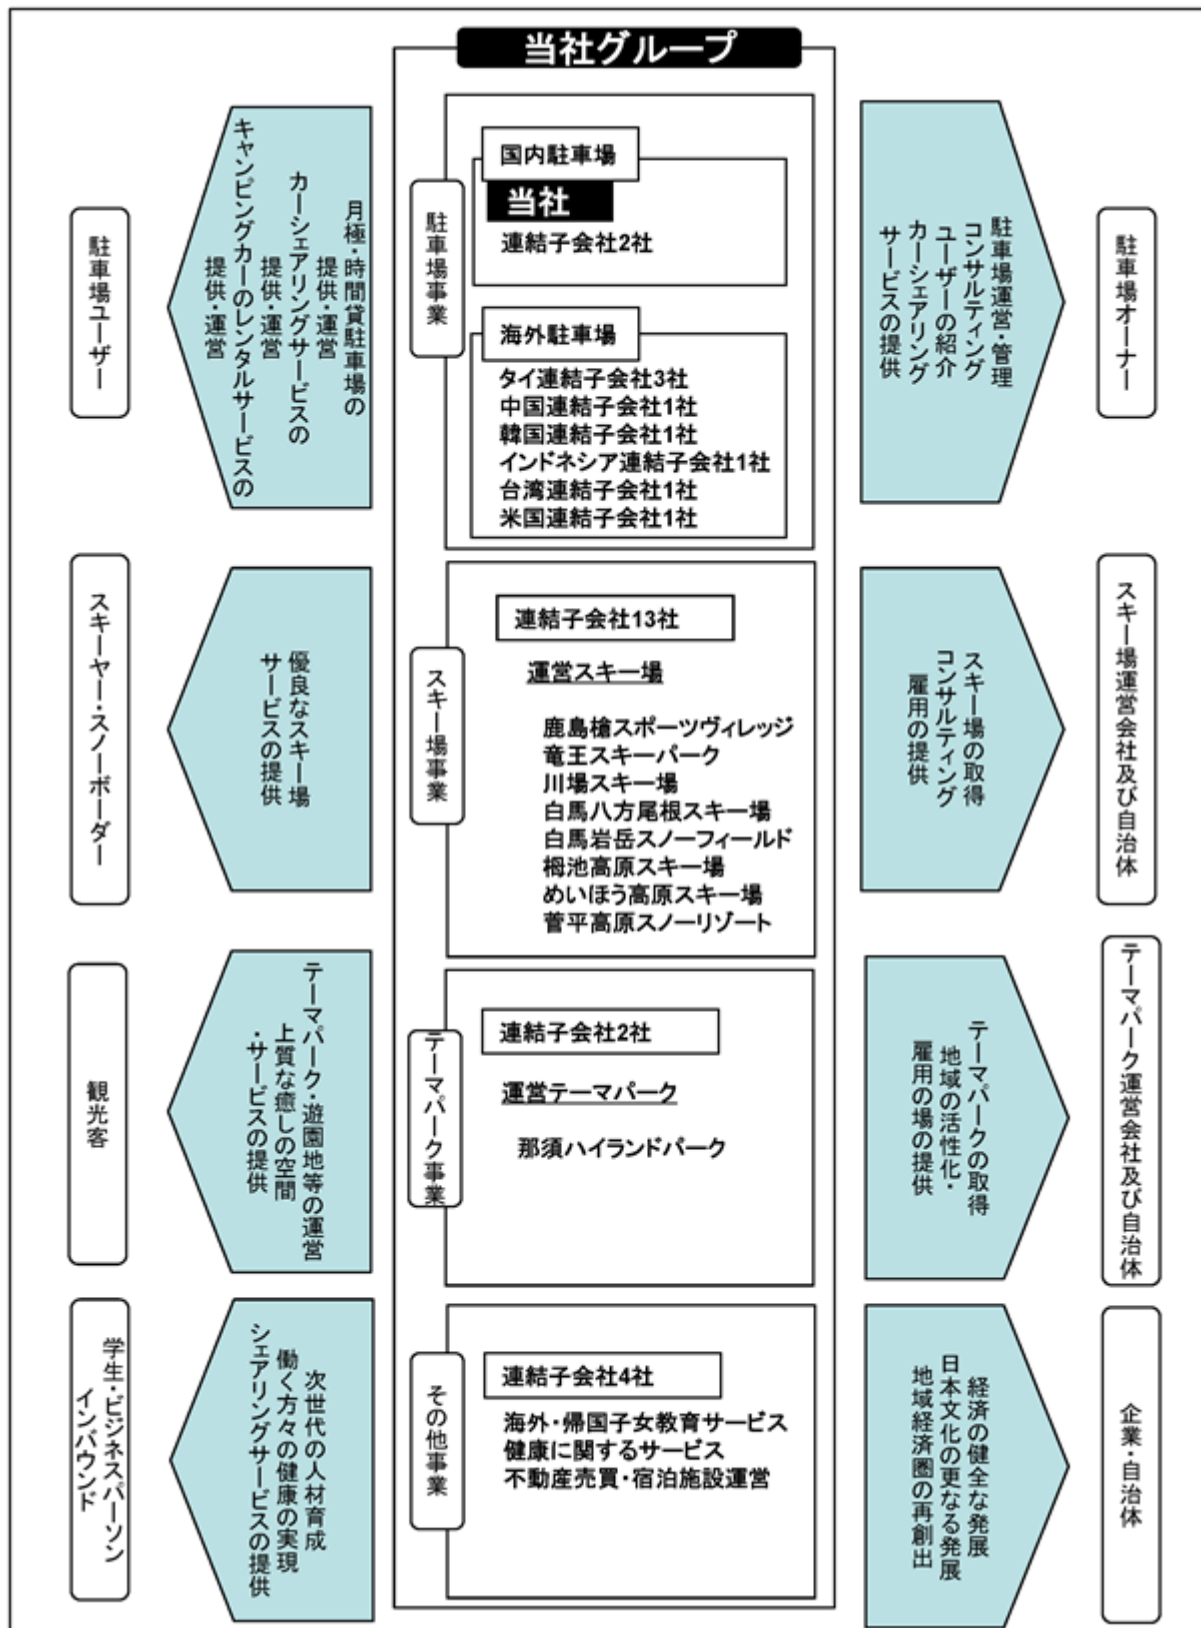 当社グループ
駐車場ユーザー
月極・時間貸駐車場の
提供・運営
カーシェアリングサービスの
提供・運営
キャンピングカーのレンタルサービスの
提供・運営
駐車場事業
国内駐車場
当社
連結子会社2社
海外駐車場
タイ連結子会社3社
中国連結子会社1社
韓国連結子会社1社
インドネシア連結子会社1社
台湾連結子会社1社
米国連結子会社1社
駐車場運営・管理
コンサルティング
ユーザーの紹介
カーシェアリング
サービスの提供
駐車場オーナー
スキーヤー・スノーボーダー
優良なスキー場
サービスの提供
スキー場事業
連結子会社13社
運営スキー場
鹿島槍スポーツヴィレッジ
竜王スキーパーク
川場スキー場
白馬八方尾根スキー場
白馬岩岳スノーフィールド
栂池高原スキー場
めいほう高原スキー場
菅平高原スノーリゾート
スキー場の取得
コンサルティング
雇用の提供
スキー場運営会社及び自治体
観光客
テーマパーク・遊園地等の運営
上質な癒しの空間
・サービスの提供
テーマパーク事業
連結子会社2社
運営テーマパーク
那須ハイランドパーク
テーマパークの取得
地域の活性化・
雇用の場の提供
テーマパーク運営会社及び自治体
学生・ビジネスパーソン
インバウンド
次世代の人材育成
働く方々の健康の実現
シェアリングサービスの提供
その他事業
連結子会社4社
海外・帰国子女教育サービス
健康に関するサービス
不動産売買・宿泊施設運営
経済の健全な発展
日本文化の更なる発展
地域経済圏の再創出
企業・自治体